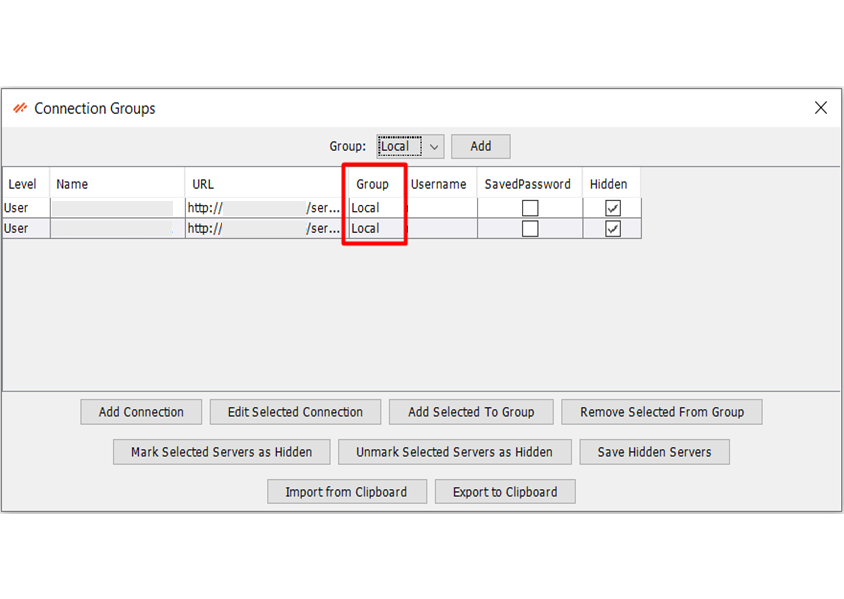 Connection Groups
Group: Local Add
Level Name URL Group Username SavedPassword Hidden
User http:// /ser... Local
User http:// /ser... Local
Add Connection Edit Selected Connection Add Selected To Group Remove Selected From Group
Mark Selected Servers as Hidden Unmark Selected Servers as Hidden Save Hidden Servers
Import from Clipboard Export to Clipboard